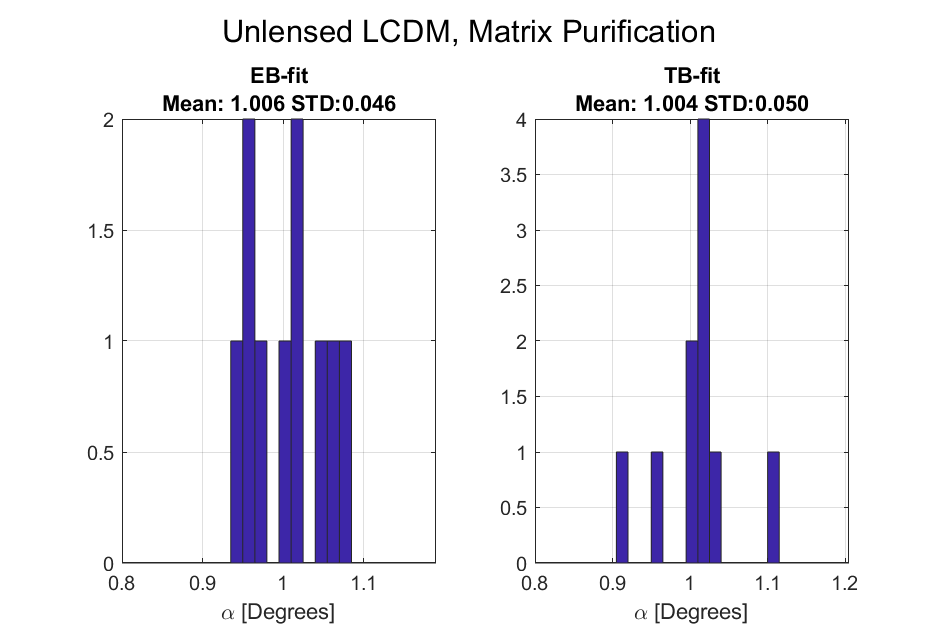 Unlensed LCDM, Matrix Purification
EB-fit
Mean: 1.006 STD:0.046
2
1.5
1
0.5
0
0.8 0.9 1 1.1
α [Degrees]
TB-fit
Mean: 1.004 STD:0.050
4
3.5
3
2.5
2
1.5
1
0.5
0
0.8 0.9 1 1.1 1.2
α [Degrees]